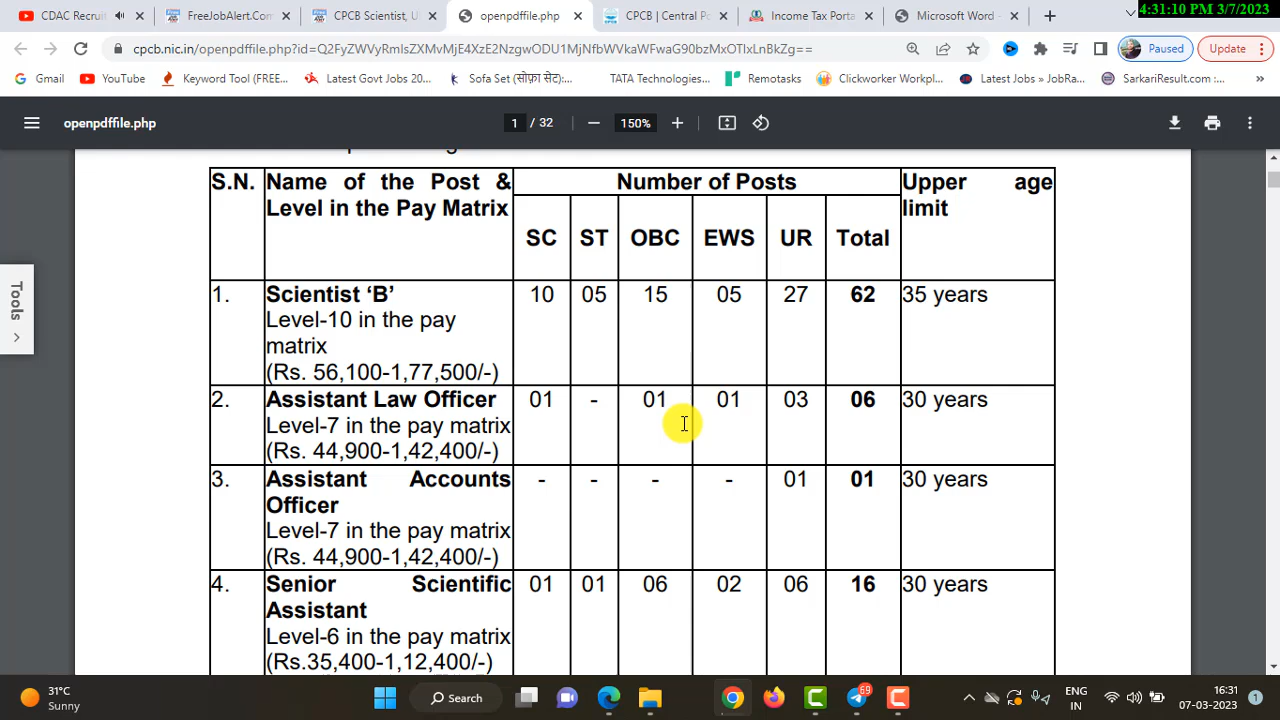 4:31:10 PM 3/7/2023
CDAC Recruit
FreeJobAlert.Com
CPCB Scientist, U
openpdffile.php
CPCB | Central Po
Income Tax Porta
Microsoft Word -
cpcb.nic.in/openpdffile.php?id=Q2FyZWVyRmlsZXMvMjE4XzE2NzgwODU1MjNfbWVkaWFwaG90bzMxOTIxLnBkZg==
Paused
Update
Gmail
YouTube
Keyword Tool (FREE...
Latest Govt Jobs 20...
Sofa Set (सोफ़ा सेट):...
TATA Technologies...
Remotasks
Clickworker Workpl...
Latest Jobs » JobRa...
SarkariResult.com :...
openpdffile.php
1 / 32
150%
Tools
S.N. Name of the Post & Number of Posts Upper age
Level in the Pay Matrix limit
SC ST OBC EWS UR Total
1. Scientist ‘B’ 10 05 15 05 27 62 35 years
Level-10 in the pay
matrix
(Rs. 56,100-1,77,500/-)
2. Assistant Law Officer 01 - 01 01 03 06 30 years
Level-7 in the pay matrix
(Rs. 44,900-1,42,400/-)
3. Assistant Accounts - - - - 01 01 30 years
Officer
Level-7 in the pay matrix
(Rs. 44,900-1,42,400/-)
4. Senior Scientific 01 01 06 02 06 16 30 years
Assistant
Level-6 in the pay matrix
(Rs.35,400-1,12,400/-)
31°C
Sunny
Search
69
ENG
IN
16:31
07-03-2023
1